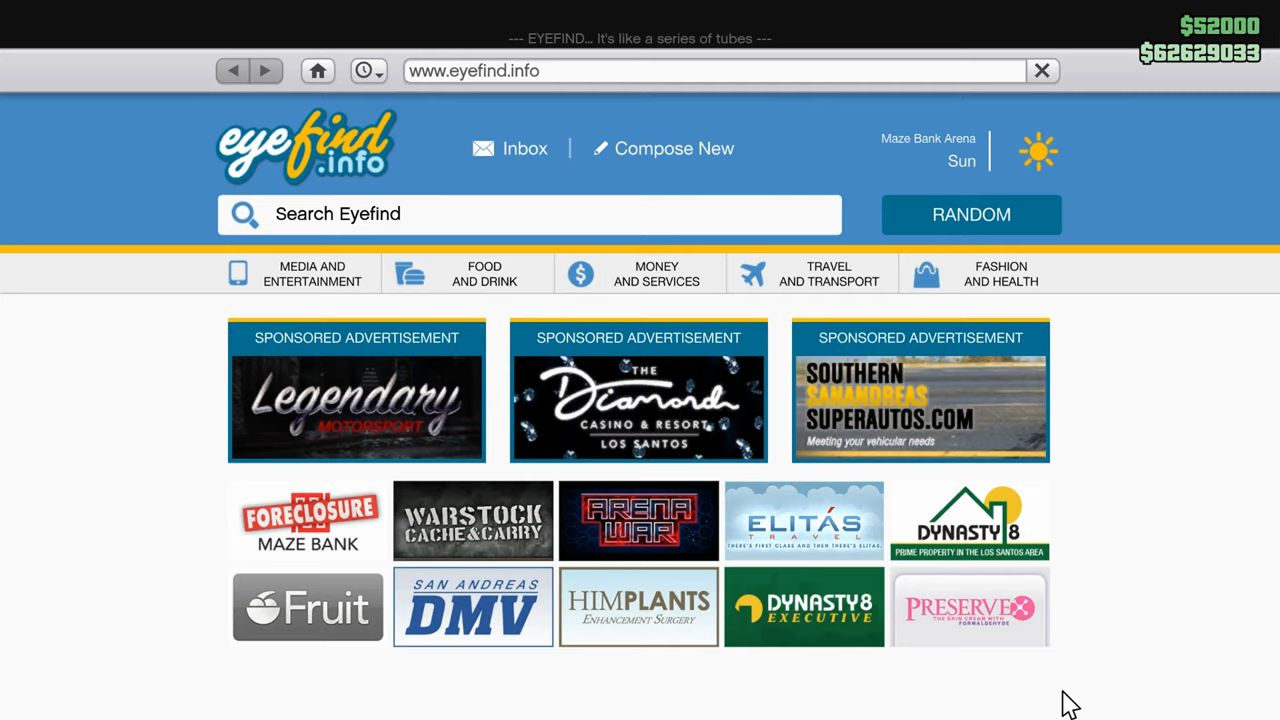 --- EYEFIND... It's like a series of tubes ---
$52000
$62629033
www.eyefind.info
eyefind
.info
Inbox
Compose New
Maze Bank Arena
Sun
Search Eyefind
RANDOM
MEDIA AND
ENTERTAINMENT
FOOD
AND DRINK
MONEY
AND SERVICES
TRAVEL
AND TRANSPORT
FASHION
AND HEALTH
SPONSORED ADVERTISEMENT
Legendary
MOTORSPORT
SPONSORED ADVERTISEMENT
THE
Diamond
CASINO & RESORT
LOS SANTOS
SPONSORED ADVERTISEMENT
SOUTHERN
SANANDREAS
SUPERAUTOS.COM
Meeting your vehicular needs
FORECLOSURE
MAZE BANK
WARSTOCK
CACHE&CARRY
ARENA
WAR
ELITÁS
TRAVEL
THERE'S FIRST CLASS AND THEN THERE'S ELITAS.
DYNASTY 8
PRIME PROPERTY IN THE LOS SANTOS AREA
Fruit
SAN ANDREAS
DMV
HIMPLANTS
ENHANCEMENT SURGERY
DYNASTY8
EXECUTIVE
PRESERVEX
THE SKIN CREAM WITH
FORMALDEHYDE